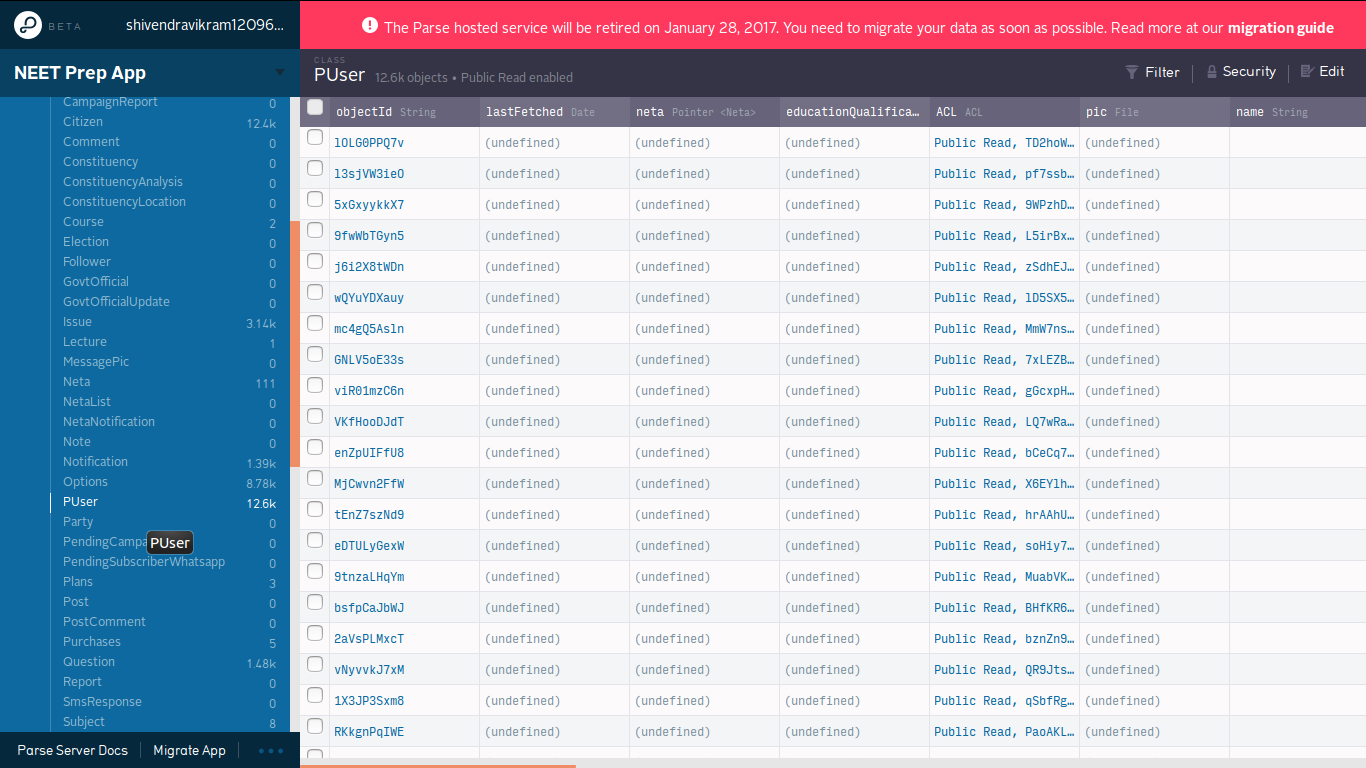 BETA shivendravikram12096...
The Parse hosted service will be retired on January 28, 2017. You need to migrate your data as soon as possible. Read more at our migration guide
NEET Prep App
CampaignReport 0
Citizen 12.4k
Comment 0
Constituency 0
ConstituencyAnalysis 0
ConstituencyLocation 0
Course 2
Election 0
Follower 0
GovtOfficial 0
GovtOfficialUpdate 0
Issue 3.14k
Lecture 1
MessagePic 0
Neta 111
NetaList 0
NetaNotification 0
Note 0
Notification 1.39k
Options 8.78k
PUser 12.6k
Party 0
PendingCampa PUser 0
PendingSubscriberWhatsapp 0
Plans 3
Post 0
PostComment 0
Purchases 5
Question 1.48k
Report 0
SmsResponse 0
Subject 8
Parse Server Docs Migrate App
CLASS
PUser 12.6k objects • Public Read enabled
Filter Security Edit
objectId String lastFetched Date neta Pointer <Neta> educationQualifica... ACL ACL pic File name String
lOLG0PPQ7v (undefined) (undefined) (undefined) Public Read, TD2hoW... (undefined)
l3sjVW3ieO (undefined) (undefined) (undefined) Public Read, pf7ssb... (undefined)
5xGxyykkX7 (undefined) (undefined) (undefined) Public Read, 9WPzhD... (undefined)
9fwWbTGyn5 (undefined) (undefined) (undefined) Public Read, L5irBx... (undefined)
j6i2X8tWDn (undefined) (undefined) (undefined) Public Read, zSdhEJ... (undefined)
wQYuYDXauy (undefined) (undefined) (undefined) Public Read, lD5SX5... (undefined)
mc4gQ5Asln (undefined) (undefined) (undefined) Public Read, MmW7ns... (undefined)
GNLV5oE33s (undefined) (undefined) (undefined) Public Read, 7xLEZB... (undefined)
viR01mzC6n (undefined) (undefined) (undefined) Public Read, gGcxpH... (undefined)
VKfHooDJdT (undefined) (undefined) (undefined) Public Read, LQ7wRa... (undefined)
enZpUIFfU8 (undefined) (undefined) (undefined) Public Read, bCeCq7... (undefined)
MjCwvn2FfW (undefined) (undefined) (undefined) Public Read, X6EYlh... (undefined)
tEnZ7szNd9 (undefined) (undefined) (undefined) Public Read, hrAAhU... (undefined)
eDTULyGexW (undefined) (undefined) (undefined) Public Read, soHiy7... (undefined)
9tnzaLHqYm (undefined) (undefined) (undefined) Public Read, MuabVK... (undefined)
bsfpCaJbWJ (undefined) (undefined) (undefined) Public Read, BHfKR6... (undefined)
2aVsPLMxcT (undefined) (undefined) (undefined) Public Read, bznZn9... (undefined)
vNyvvkJ7xM (undefined) (undefined) (undefined) Public Read, QR9Jts... (undefined)
1X3JP3Sxm8 (undefined) (undefined) (undefined) Public Read, qSbfRg... (undefined)
RKkgnPqIWE (undefined) (undefined) (undefined) Public Read, PaoAKL... (undefined)